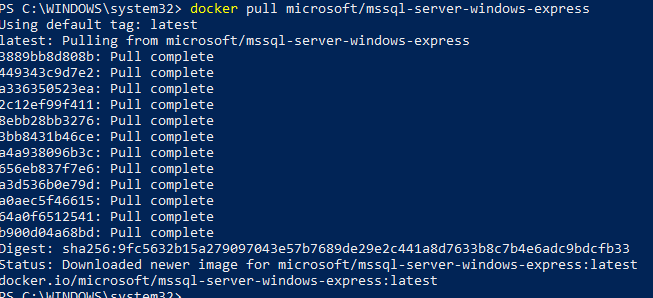 PS C:\WINDOWS\system32> docker pull microsoft/mssql-server-windows-express
Using default tag: latest
latest: Pulling from microsoft/mssql-server-windows-express
3889bb8d808b: Pull complete
449343c9d7e2: Pull complete
a336350523ea: Pull complete
2c12ef99f411: Pull complete
8ebb28bb3276: Pull complete
3bb8431b46ce: Pull complete
a4a938096b3c: Pull complete
656eb837f7e6: Pull complete
a3d536b0e79d: Pull complete
a0aec5f46615: Pull complete
64a0f6512541: Pull complete
b900d04a68bd: Pull complete
Digest: sha256:9fc5632b15a279097043e57b7689de29e2c441a8d7633b8c7b4e6adc9bdcfb33
Status: Downloaded newer image for microsoft/mssql-server-windows-express:latest
docker.io/microsoft/mssql-server-windows-express:latest
PS C:\WINDOWS\system32>